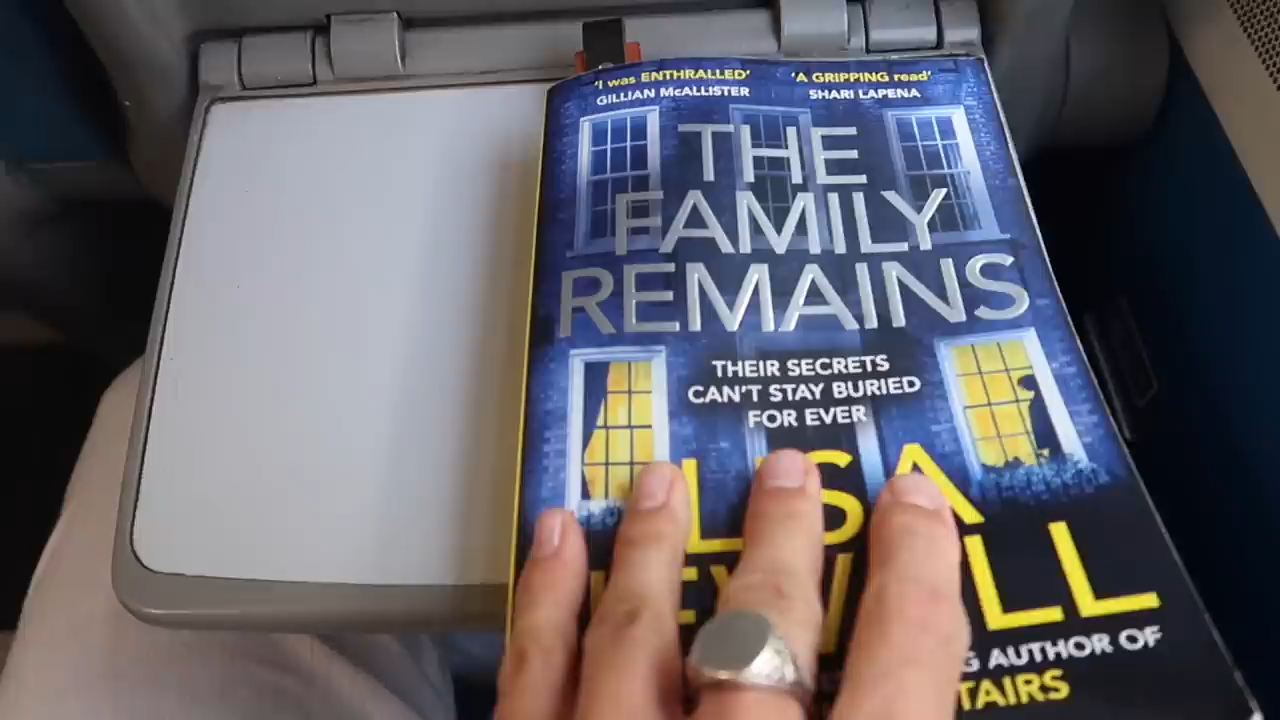 'I was ENTHRALLED'
GILLIAN McALLISTER
'A GRIPPING read'
SHARI LAPENA
THE
FAMILY
REMAINS
THEIR SECRETS
CAN'T STAY BURIED
FOR EVER
LISA
AUTHOR OF